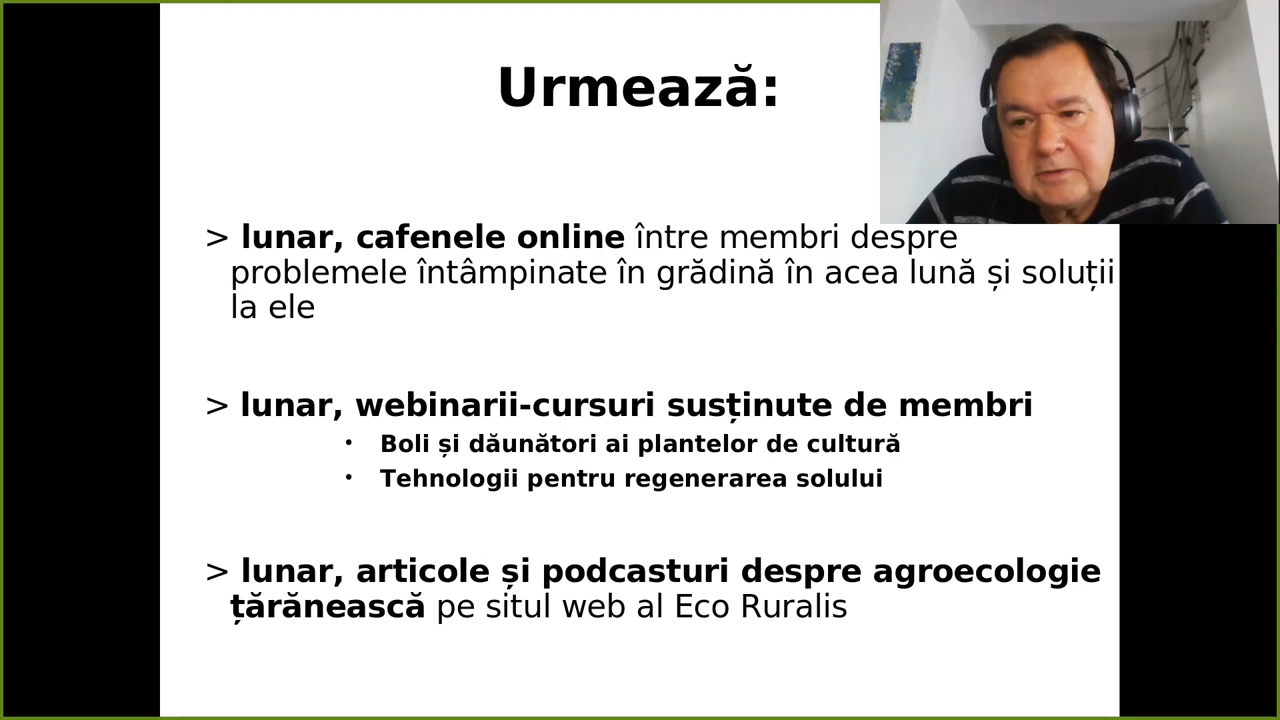 Urmează:
> lunar, cafenele online între membri despre
problemele întâmpinate în grădină în acea lună și soluții
la ele
> lunar, webinarii-cursuri susținute de membri
• Boli și dăunători ai plantelor de cultură
• Tehnologii pentru regenerarea solului
> lunar, articole și podcasturi despre agroecologie
țărănească pe situl web al Eco Ruralis